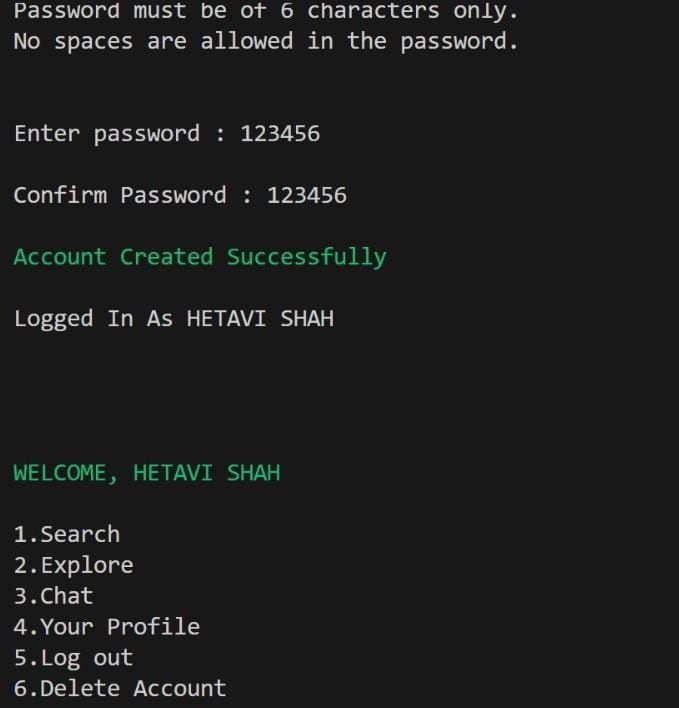 Password must be of 6 characters only.
No spaces are allowed in the password.
Enter password : 123456
Confirm Password : 123456
Account Created Successfully
Logged In As HETAVI SHAH
WELCOME, HETAVI SHAH
1.Search
2.Explore
3.Chat
4.Your Profile
5.Log out
6.Delete Account